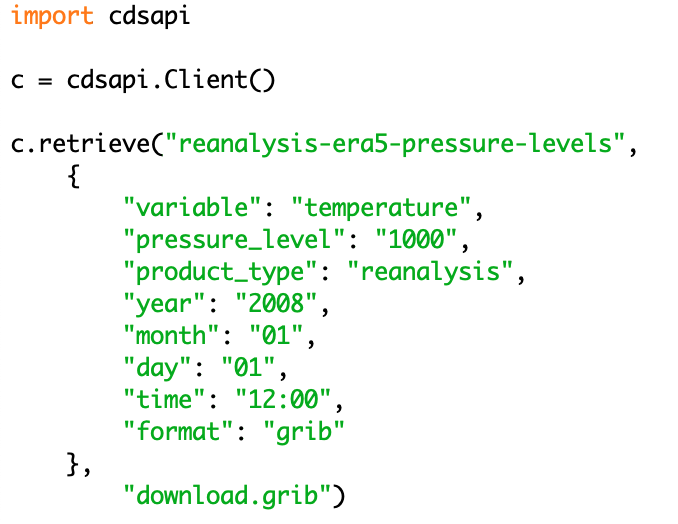 import cdsapi
c = cdsapi.Client()
c.retrieve("reanalysis-era5-pressure-levels",
    {
        "variable": "temperature",
        "pressure_level": "1000",
        "product_type": "reanalysis",
        "year": "2008",
        "month": "01",
        "day": "01",
        "time": "12:00",
        "format": "grib"
    },
        "download.grib")